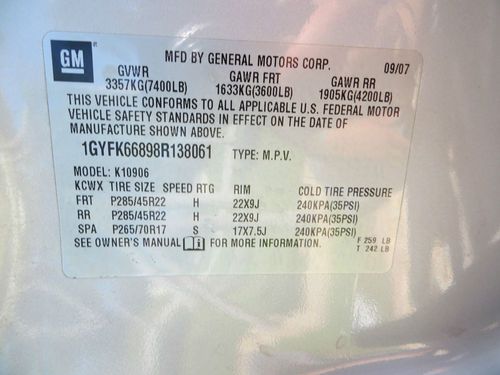 GM
MFD BY GENERAL MOTORS CORP. 09/07
GVWR GAWR FRT GAWR RR
3357KG(7400LB) 1633KG(3600LB) 1905KG(4200LB)
THIS VEHICLE CONFORMS TO ALL APPLICABLE U.S. FEDERAL MOTOR
VEHICLE SAFETY STANDARDS IN EFFECT ON THE DATE OF
MANUFACTURE SHOWN ABOVE.
1GYFK66898R138061 TYPE: M.P.V.
MODEL: K10906
KCWX TIRE SIZE SPEED RTG RIM COLD TIRE PRESSURE
FRT P285/45R22 H 22X9J 240KPA(35PSI)
RR P285/45R22 H 22X9J 240KPA(35PSI)
SPA P265/70R17 S 17X7.5J 240KPA(35PSI)
SEE OWNER'S MANUAL FOR MORE INFORMATION. F 259 LB
T 242 LB